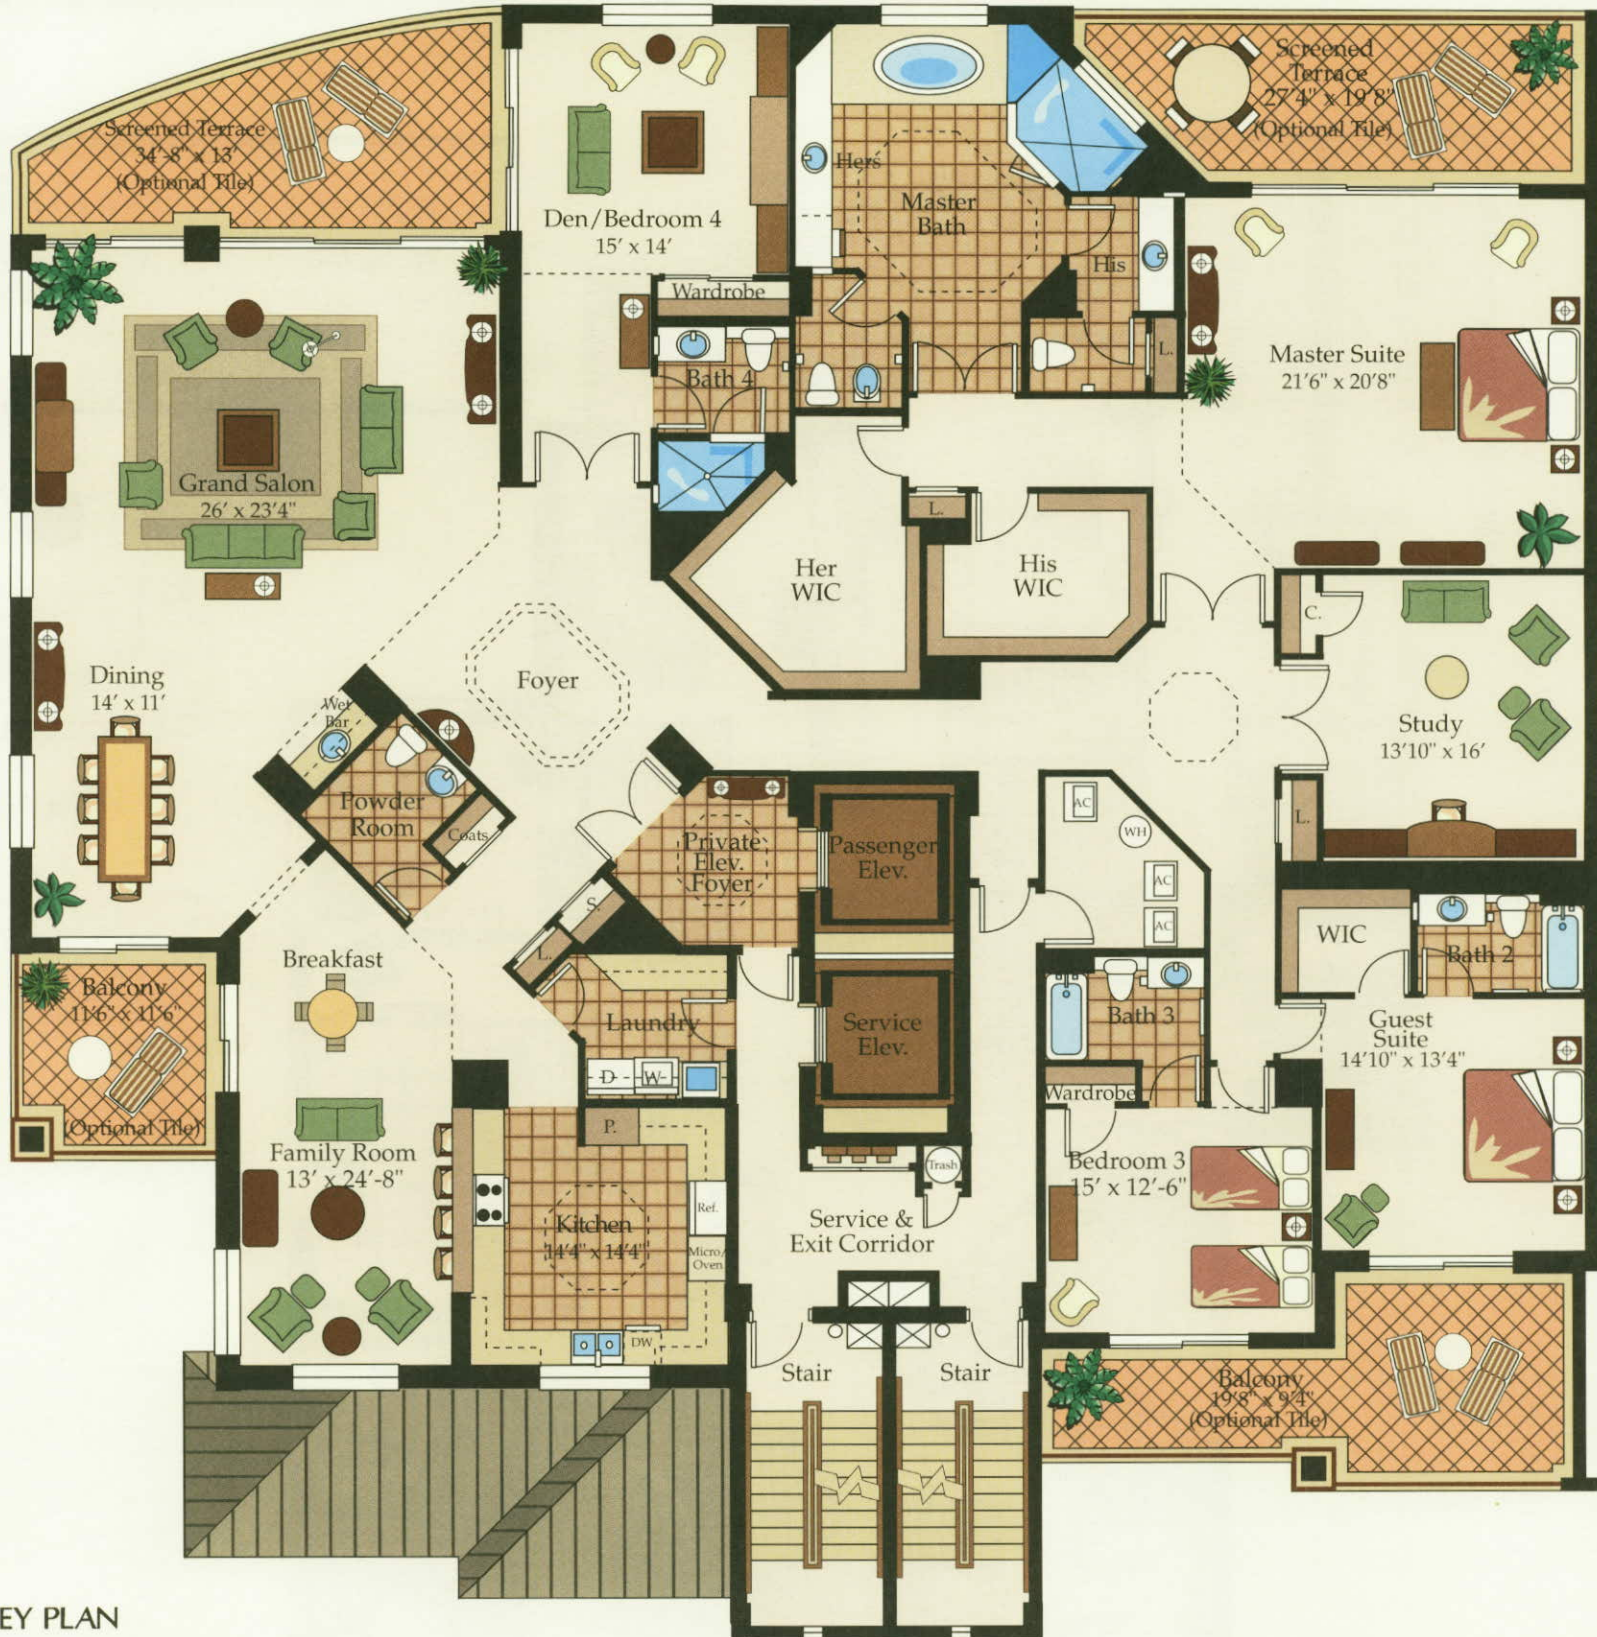 Screened Terrace
34'-8" x 13'
(Optional Tile)
Den/Bedroom 4
15' x 14'
Wardrobe
Bath 4
Hers
Master
Bath
His
L.
Screened
Terrace
27'4" x 19'8"
(Optional Tile)
Master Suite
21'6" x 20'8"
Grand Salon
26' x 23'4"
Her
WIC
L.
His
WIC
C.
Dining
14' x 11'
Wet
Bar
Foyer
Study
13'10" x 16'
Powder
Room
Coats
Private
Elev.
Foyer
Passenger
Elev.
AC
WH
AC
AC
L.
S.
L.
Breakfast
Balcony
11'6" x 11'6"
(Optional Tile)
Laundry
D
W
Service
Elev.
WIC
Bath 2
Bath 3
Guest
Suite
14'10" x 13'4"
Wardrobe
Family Room
13' x 24'-8"
P.
Kitchen
14'4" x 14'4"
Ref.
Micro/
Oven
DW
Trash
Service &
Exit Corridor
Bedroom 3
15' x 12'-6"
Stair
Stair
Balcony
19'8" x 9'4"
(Optional Tile)
EY PLAN